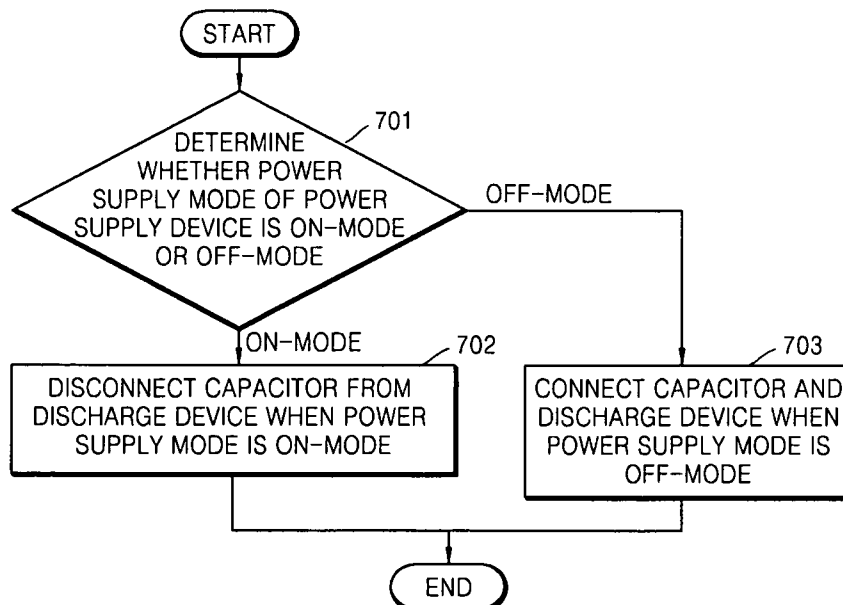 START
701
DETERMINE
WHETHER POWER
SUPPLY MODE OF POWER
SUPPLY DEVICE IS ON-MODE
OR OFF-MODE
OFF-MODE
ON-MODE
702
DISCONNECT CAPACITOR FROM
DISCHARGE DEVICE WHEN POWER
SUPPLY MODE IS ON-MODE
703
CONNECT CAPACITOR AND
DISCHARGE DEVICE WHEN
POWER SUPPLY MODE IS
OFF-MODE
END